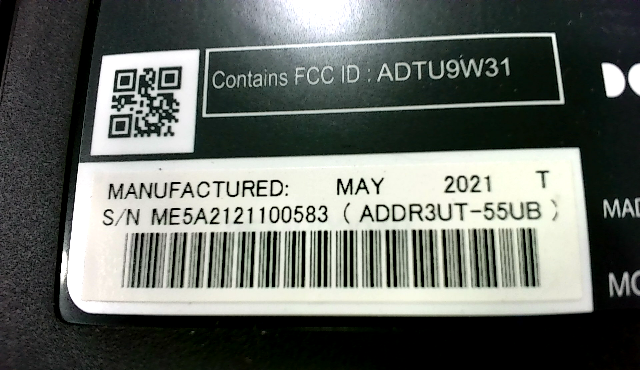 Contains FCC ID : ADTU9W31
MANUFACTURED: MAY 2021 T
S/N ME5A2121100583 ( ADDR3UT-55UB )